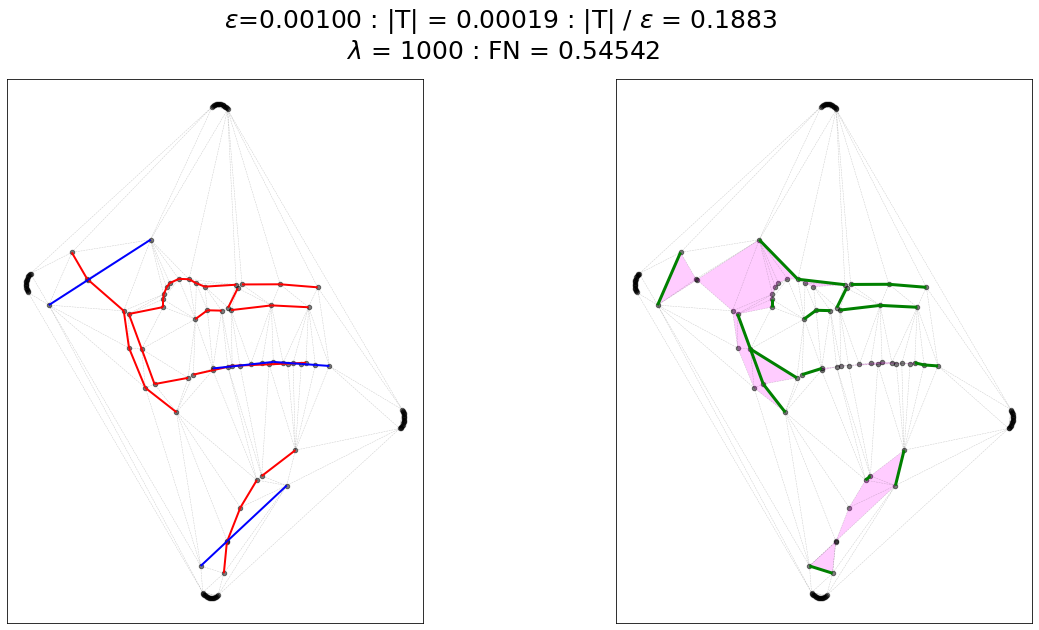 ε=0.00100 : |T| = 0.00019 : |T| / ε = 0.1883
λ = 1000 : FN = 0.54542